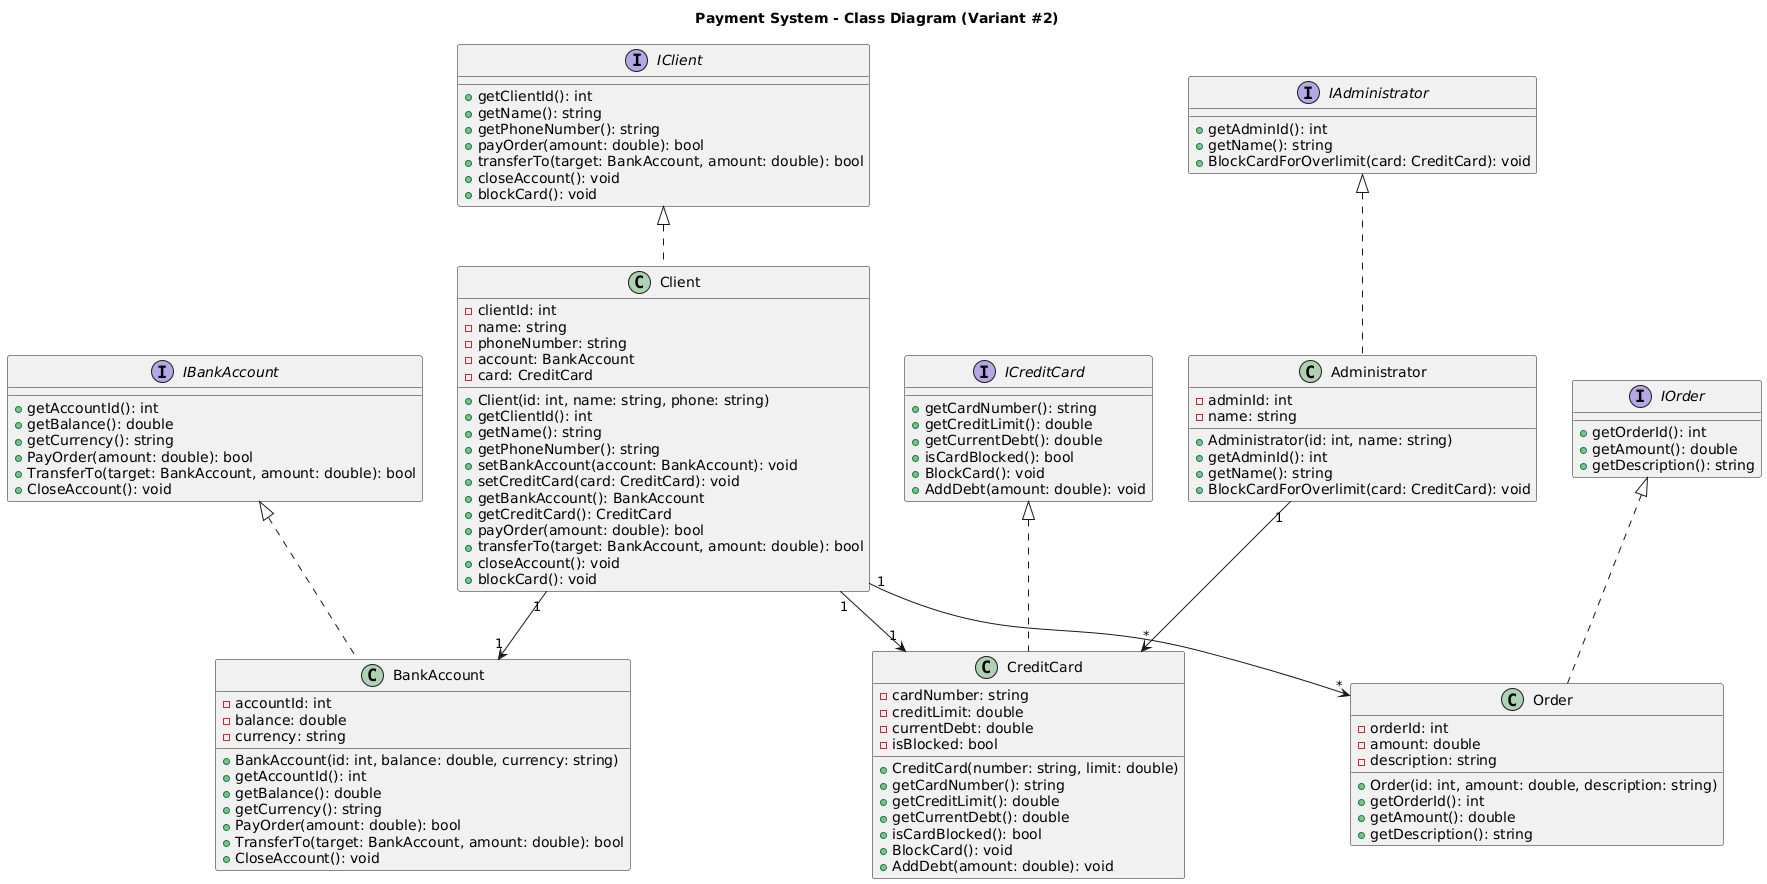 Payment System - Class Diagram (Variant #2)
I IClient
getClientId(): int
getName(): string
getPhoneNumber(): string
payOrder(amount: double): bool
transferTo(target: BankAccount, amount: double): bool
closeAccount(): void
blockCard(): void
I IAdministrator
getAdminId(): int
getName(): string
BlockCardForOverlimit(card: CreditCard): void
C Client
clientId: int
name: string
phoneNumber: string
account: BankAccount
card: CreditCard
Client(id: int, name: string, phone: string)
getClientId(): int
getName(): string
getPhoneNumber(): string
setBankAccount(account: BankAccount): void
setCreditCard(card: CreditCard): void
getBankAccount(): BankAccount
getCreditCard(): CreditCard
payOrder(amount: double): bool
transferTo(target: BankAccount, amount: double): bool
closeAccount(): void
blockCard(): void
I IBankAccount
getAccountId(): int
getBalance(): double
getCurrency(): string
PayOrder(amount: double): bool
TransferTo(target: BankAccount, amount: double): bool
CloseAccount(): void
I ICreditCard
getCardNumber(): string
getCreditLimit(): double
getCurrentDebt(): double
isCardBlocked(): bool
BlockCard(): void
AddDebt(amount: double): void
C Administrator
adminId: int
name: string
Administrator(id: int, name: string)
getAdminId(): int
getName(): string
BlockCardForOverlimit(card: CreditCard): void
I IOrder
getOrderId(): int
getAmount(): double
getDescription(): string
1
1
1
1
1
*
1
*
C BankAccount
accountId: int
balance: double
currency: string
BankAccount(id: int, balance: double, currency: string)
getAccountId(): int
getBalance(): double
getCurrency(): string
PayOrder(amount: double): bool
TransferTo(target: BankAccount, amount: double): bool
CloseAccount(): void
C CreditCard
cardNumber: string
creditLimit: double
currentDebt: double
isBlocked: bool
CreditCard(number: string, limit: double)
getCardNumber(): string
getCreditLimit(): double
getCurrentDebt(): double
isCardBlocked(): bool
BlockCard(): void
AddDebt(amount: double): void
C Order
orderId: int
amount: double
description: string
Order(id: int, amount: double, description: string)
getOrderId(): int
getAmount(): double
getDescription(): string